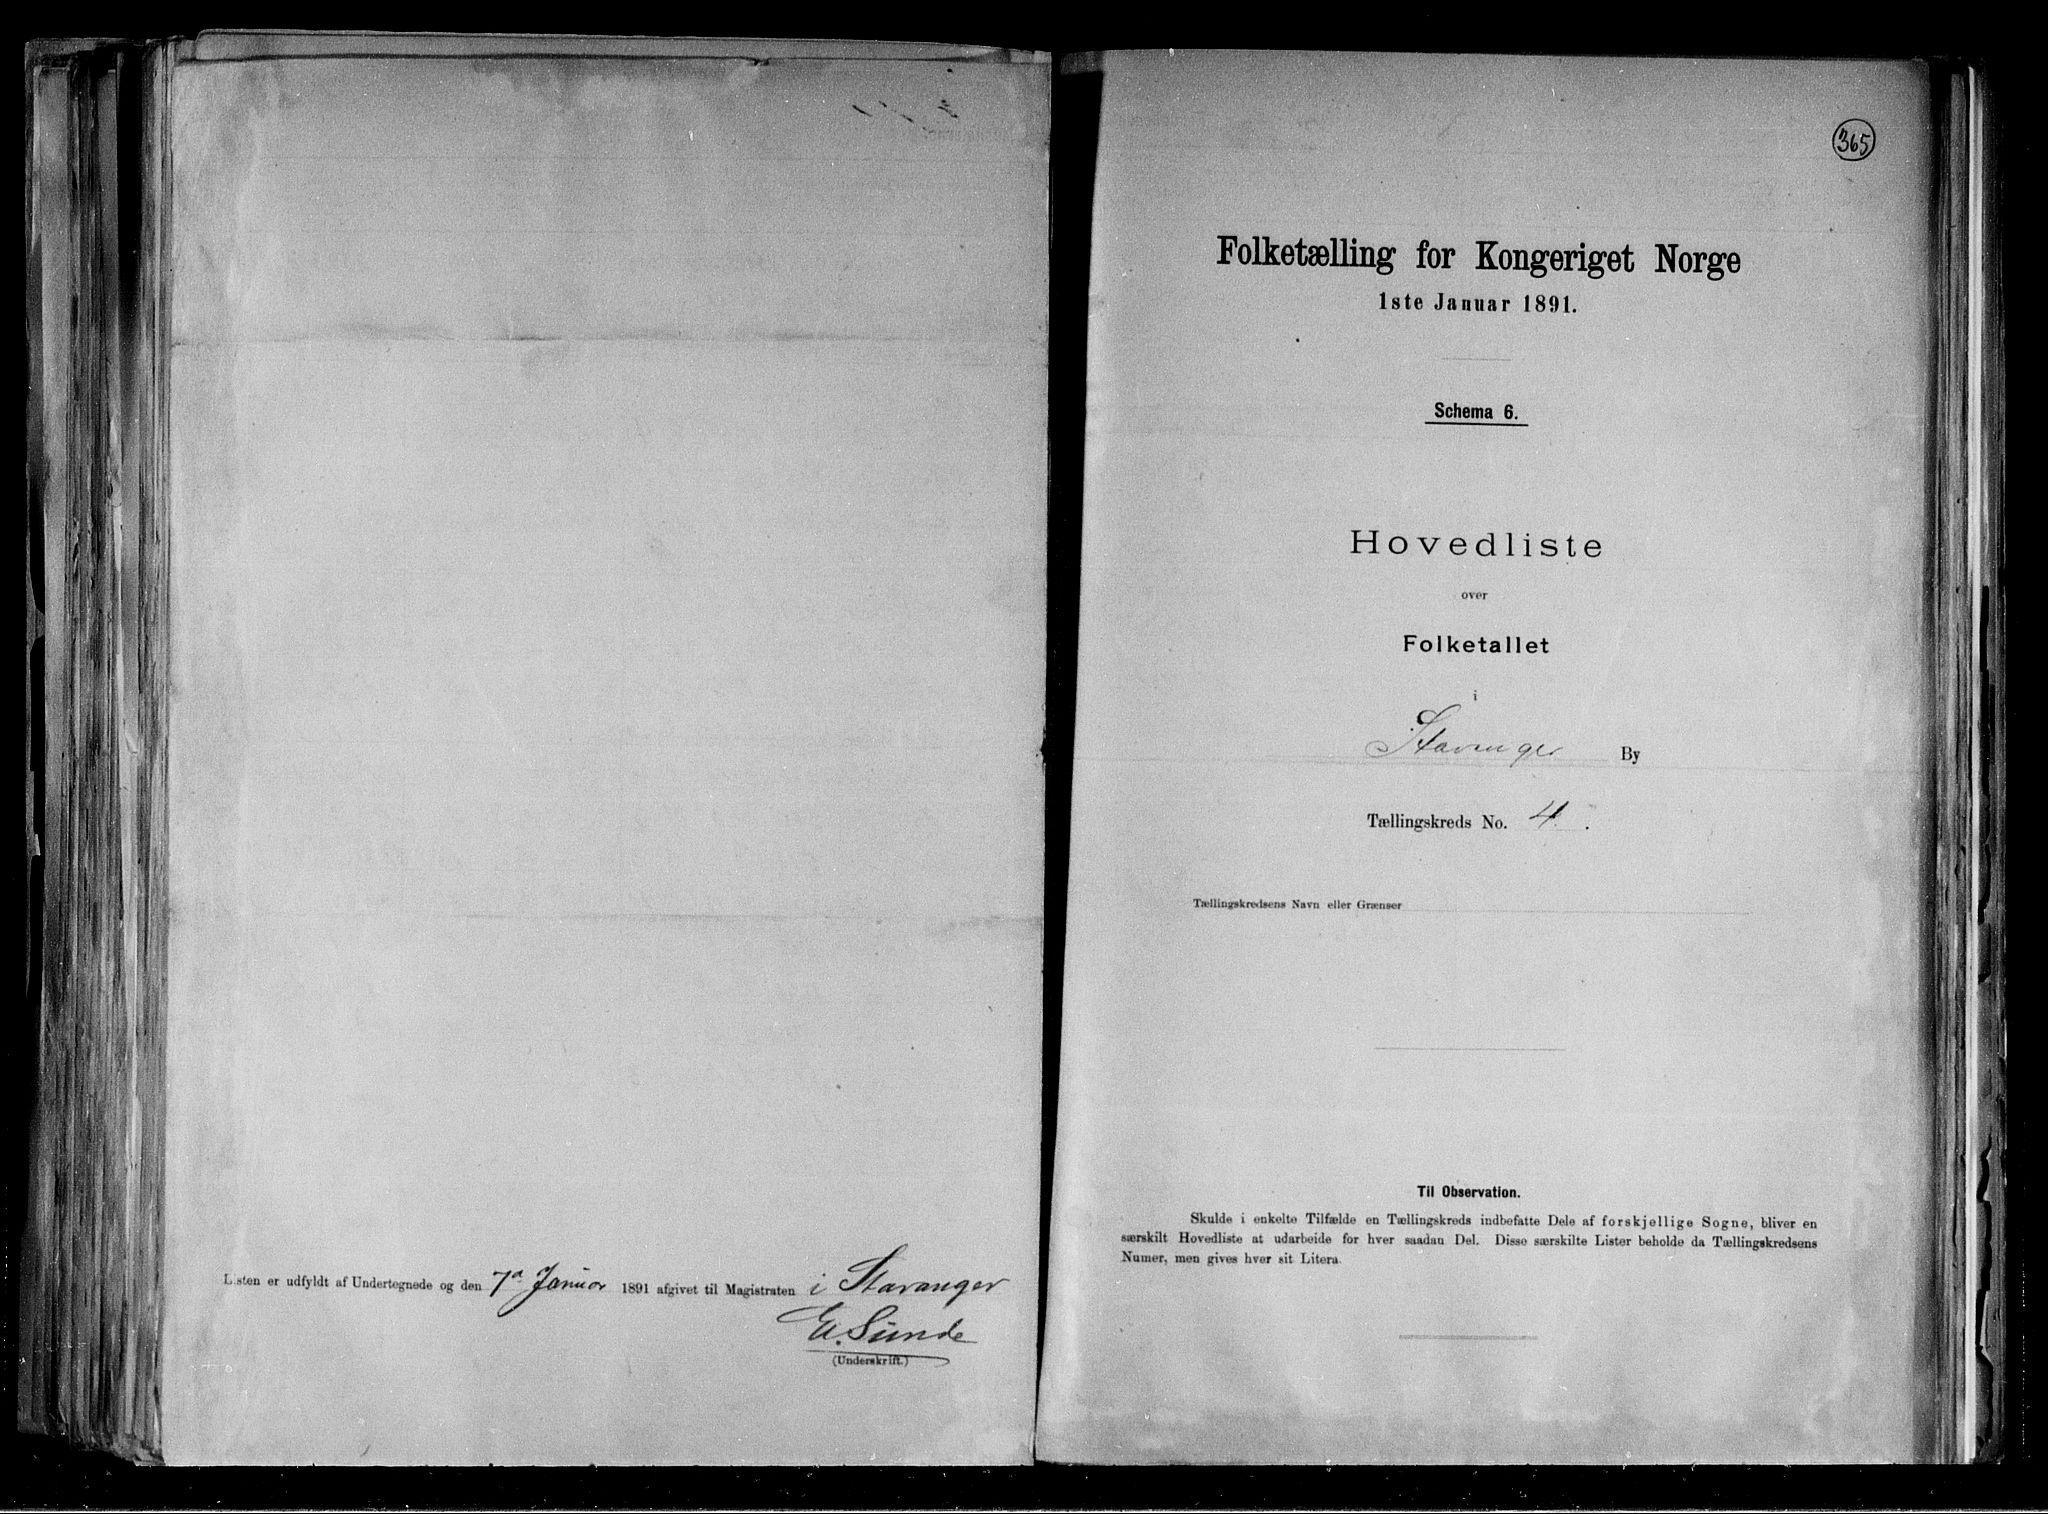 Listen er udfyldt af Undertegnede og den 7de Januar 1891 afgivet til Magistraten i Stavanger
E. Sunde
(Underskrift.)
365
Folketælling for Kongeriget Norge
1ste Januar 1891.
Schema 6.
Hovedliste
over
Folketallet
i
Stavanger By
Tællingskreds No. 4.
Tællingskredsens Navn eller Grænser
Til Observation.
Skulde i enkelte Tilfælde en Tællingskreds indbefatte Dele af forskjellige Sogne, bliver en
særskilt Hovedliste at udarbeide for hver saadan Del. Disse særskilte Lister beholde da Tællingskredsens
Numer, men gives hver sit Litera.